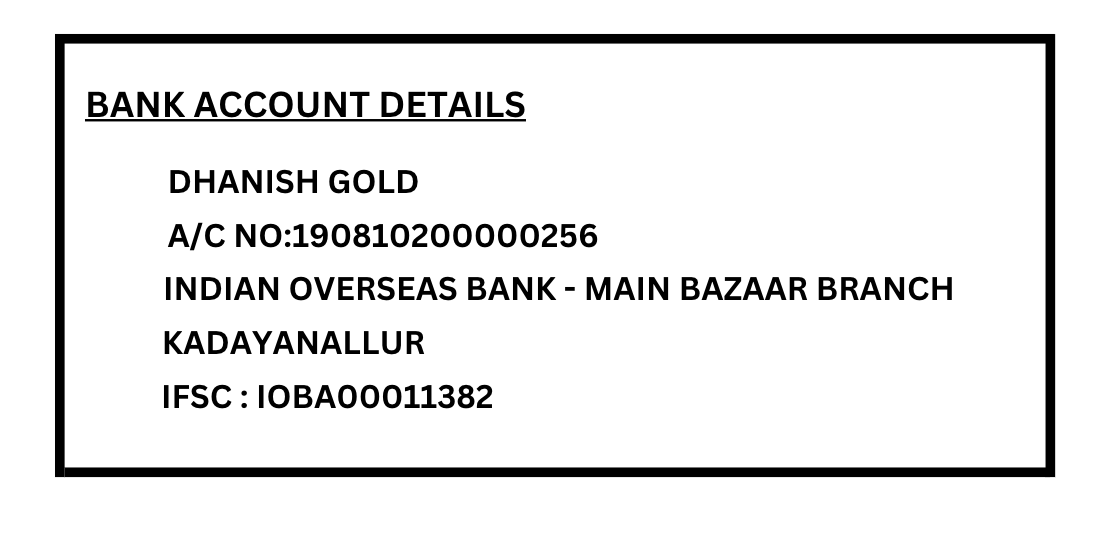 BANK ACCOUNT DETAILS
DHANISH GOLD
A/C NO:190810200000256
INDIAN OVERSEAS BANK - MAIN BAZAAR BRANCH
KADAYANALLUR
IFSC : IOBA00011382